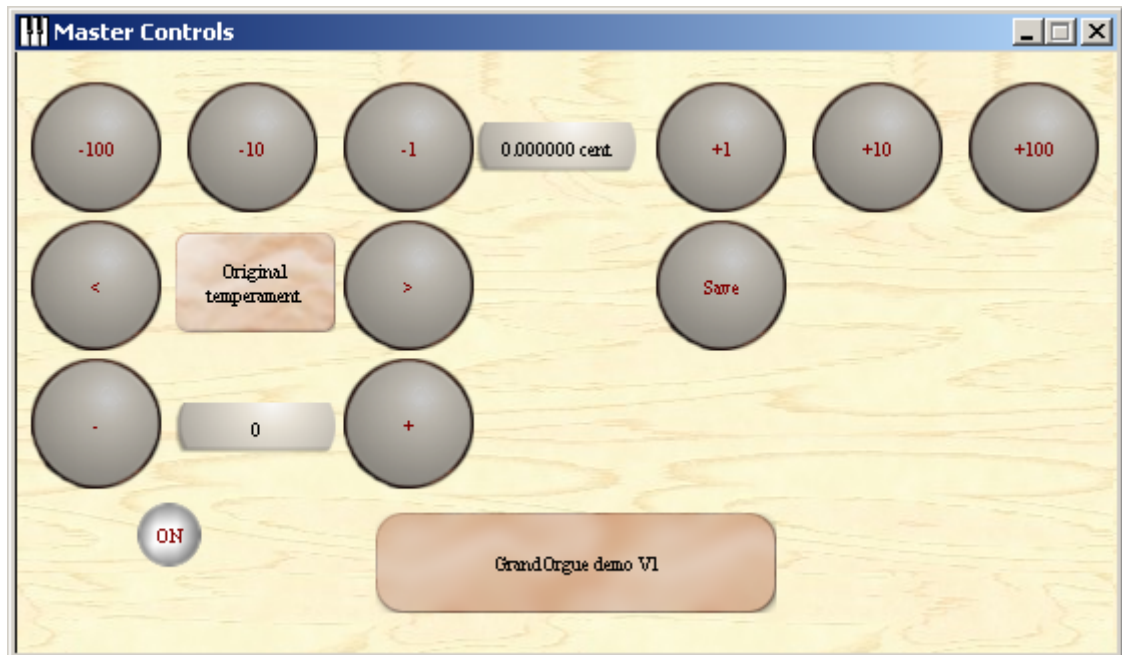 Master Controls
-100 -10 -1 0.000000 cent +1 +10 +100
< Original temperament > Save
- 0 +
ON
GrandOrgue demo V1